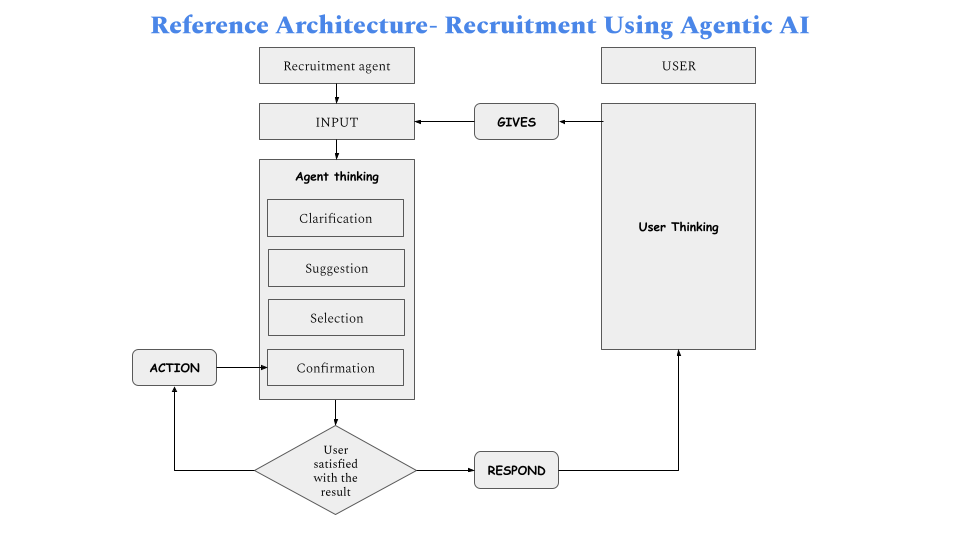 Reference Architecture- Recruitment Using Agentic AI
Recruitment agent
USER
INPUT
GIVES
Agent thinking
Clarification
Suggestion
Selection
Confirmation
User Thinking
ACTION
User
satisfied
with the
result
RESPOND